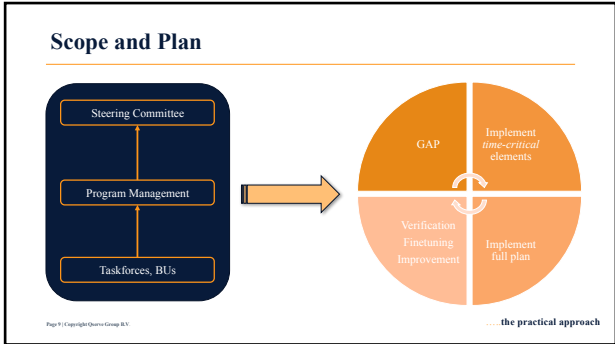 Scope and Plan
Steering Committee
Program Management
Taskforces, BUs
GAP
Implement
time-critical
elements
Verification
Finetuning
Improvement
Implement
full plan
Page 9 | Copyright Qserve Group B.V.
.....the practical approach